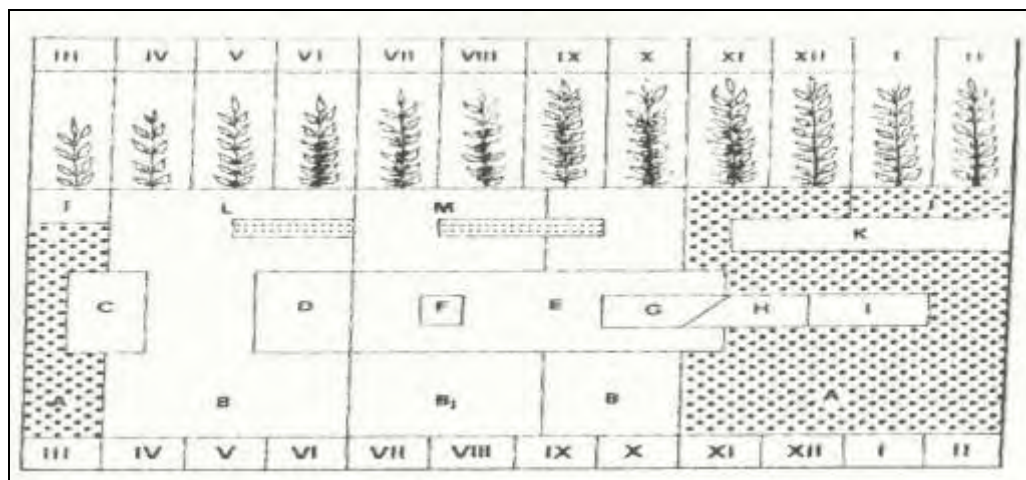 III IV V VI VII VIII IX X XI XII I II
L M
K
C D F E G H I
A B B₁ B A
III IV V VI VII VIII IX X XI XII I II